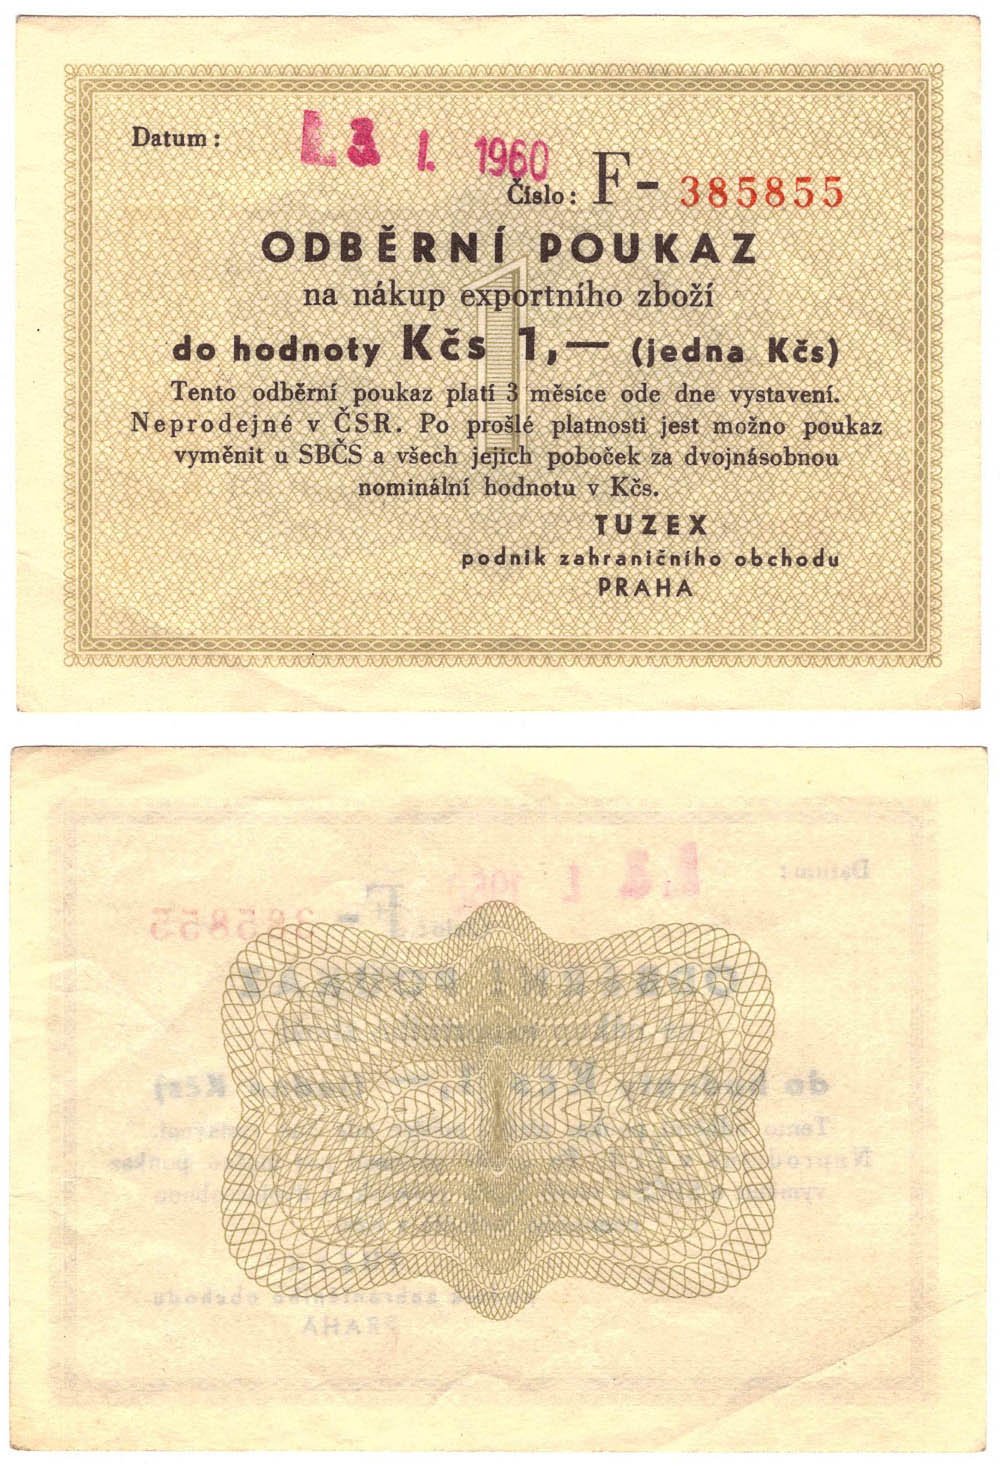 Datum: L3 I. 1960
Číslo: F- 385855
ODBĚRNÍ POUKAZ
na nákup exportního zboží
do hodnoty Kčs 1,— (jedna Kčs)
Tento odběrní poukaz platí 3 měsíce ode dne vystavení.
Neprodejné v ČSR. Po prošlé platnosti jest možno poukaz
vyměnit u SBČS a všech jejich poboček za dvojnásobnou
nominální hodnotu v Kčs.
TUZEX
podnik zahraničního obchodu
PRAHA
1